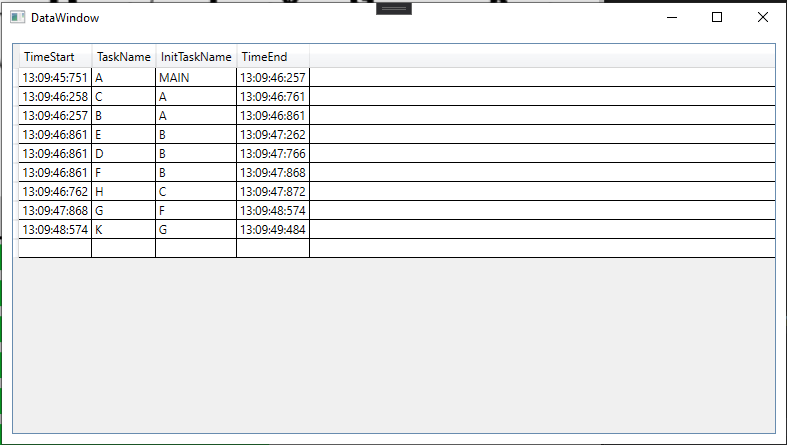 DataWindow
TimeStart TaskName InitTaskName TimeEnd
13:09:45:751 A MAIN 13:09:46:257
13:09:46:258 C A 13:09:46:761
13:09:46:257 B A 13:09:46:861
13:09:46:861 E B 13:09:47:262
13:09:46:861 D B 13:09:47:766
13:09:46:861 F B 13:09:47:868
13:09:46:762 H C 13:09:47:872
13:09:47:868 G F 13:09:48:574
13:09:48:574 K G 13:09:49:484